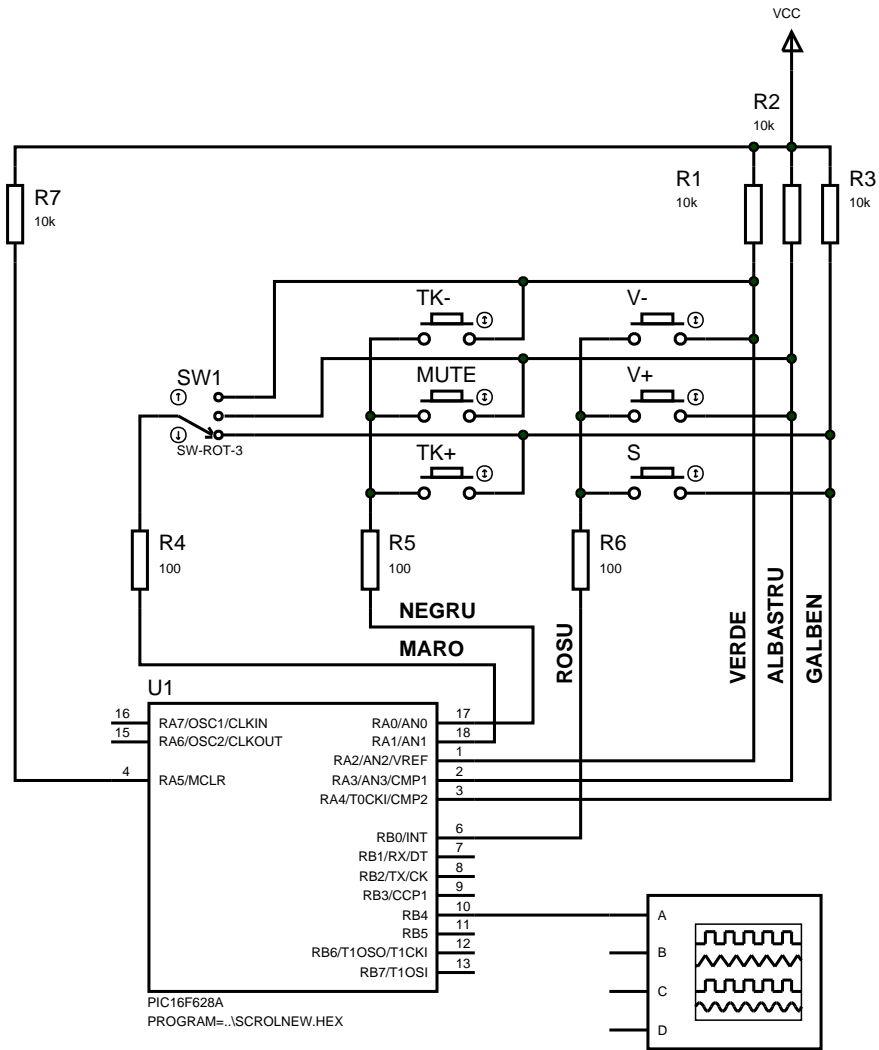 VCC
R2
10k
R7
10k
R1
10k
R3
10k
TK-
V-
SW1
MUTE
V+
SW-ROT-3
TK+
S
R4
100
R5
100
R6
100
NEGRU
MARO
ROSU
VERDE
ALBASTRU
GALBEN
U1
16 RA7/OSC1/CLKIN RA0/AN0 17
15 RA6/OSC2/CLKOUT RA1/AN1 18
RA2/AN2/VREF 1
4 RA5/MCLR RA3/AN3/CMP1 2
RA4/T0CKI/CMP2 3
RB0/INT 6
RB1/RX/DT 7
RB2/TX/CK 8
RB3/CCP1 9
RB4 10
RB5 11
RB6/T1OSO/T1CKI 12
RB7/T1OSI 13
A
B
C
D
PIC16F628A
PROGRAM=..\SCROLNEW.HEX